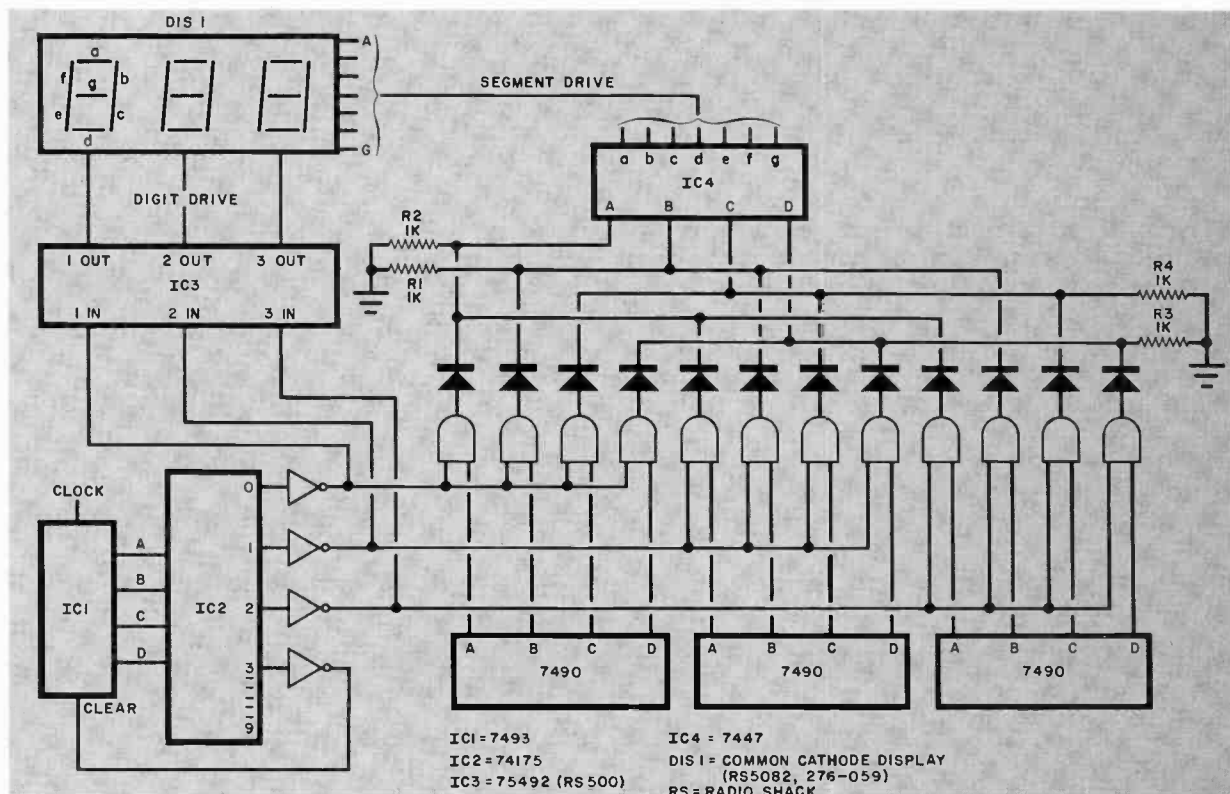 DIS 1
A
a
f b
g
e c
d
G
SEGMENT DRIVE
a b c d e f g
IC4
A B C D
DIGIT DRIVE
R2
1K
R1
1K
R4
1K
R3
1K
1 OUT 2 OUT 3 OUT
IC3
1 IN 2 IN 3 IN
CLOCK
IC1
A
B
C
D
CLEAR
IC2
0
1
2
3
9
A B C D
7490
A B C D
7490
A B C D
7490
IC1=7493
IC2=74175
IC3=75492 (RS500)
IC4=7447
DIS 1=COMMON CATHODE DISPLAY
(RS5082, 276-059)
RS=RADIO SHACK